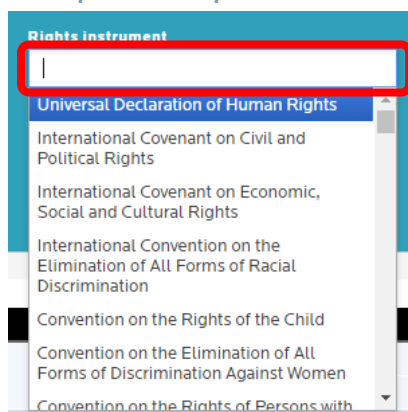 Rights instrument
Universal Declaration of Human Rights
International Covenant on Civil and
Political Rights
International Covenant on Economic,
Social and Cultural Rights
International Convention on the
Elimination of All Forms of Racial
Discrimination
Convention on the Rights of the Child
Convention on the Elimination of All
Forms of Discrimination Against Women
Convention on the Rights of Persons with